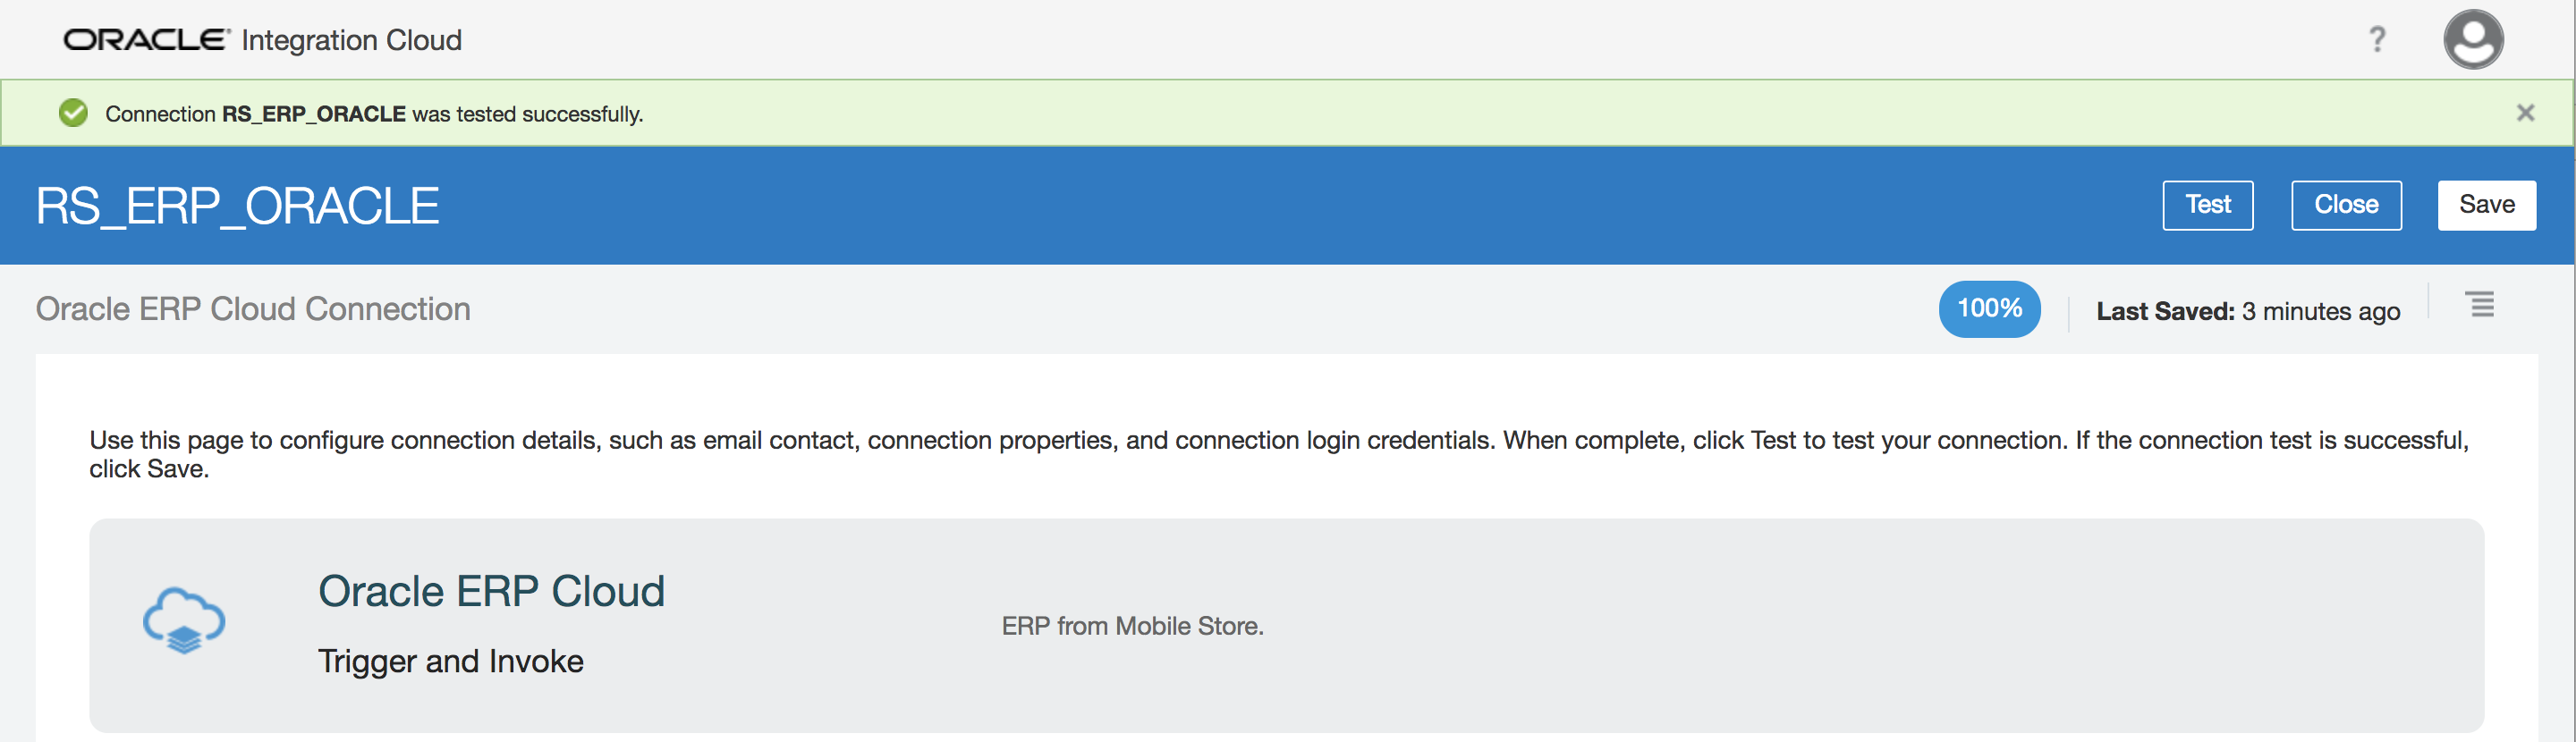 ORACLE® Integration Cloud
?
Connection RS_ERP_ORACLE was tested successfully.
RS_ERP_ORACLE
Test
Close
Save
Oracle ERP Cloud Connection
100%
Last Saved: 3 minutes ago
Use this page to configure connection details, such as email contact, connection properties, and connection login credentials. When complete, click Test to test your connection. If the connection test is successful,
click Save.
Oracle ERP Cloud
ERP from Mobile Store.
Trigger and Invoke